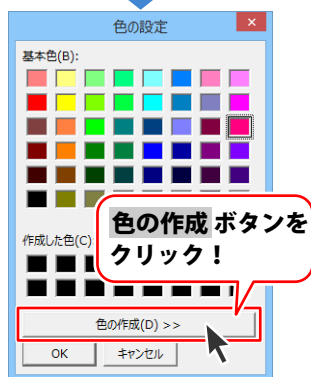 色の設定
×
基本色(B):
色の作成 ボタンを
クリック！
作成した色(C):
色の作成(D) >>
OK
キャンセル